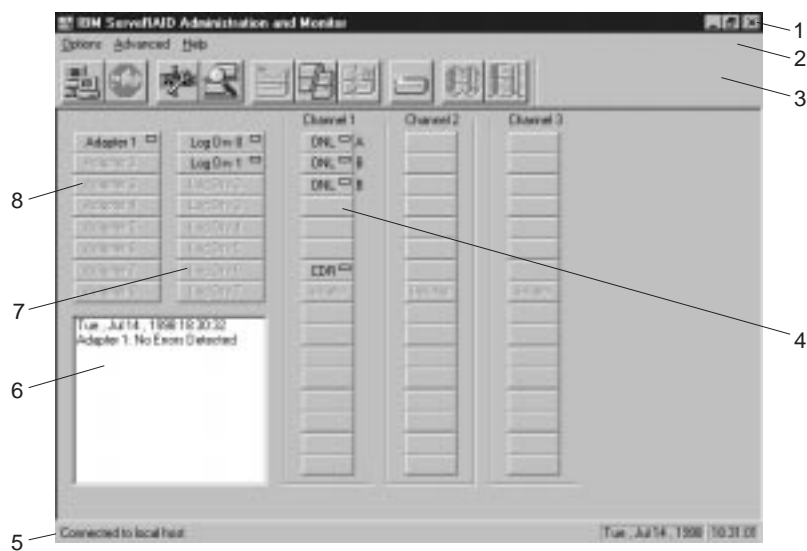 IBM ServeRAID Administration and Monitor
Options Advanced Help
Channel 1 Channel 2 Channel 3
Adapter 1 Log Drv 0 ONL A
Log Drv 1 ONL B
ONL B
CDR
Tue, Jul 14, 1998 18:30:32
Adapter 1: No Errors Detected
Connected to local host
Tue, Jul 14, 1998 18:31:01
1
2
3
4
5
6
7
8